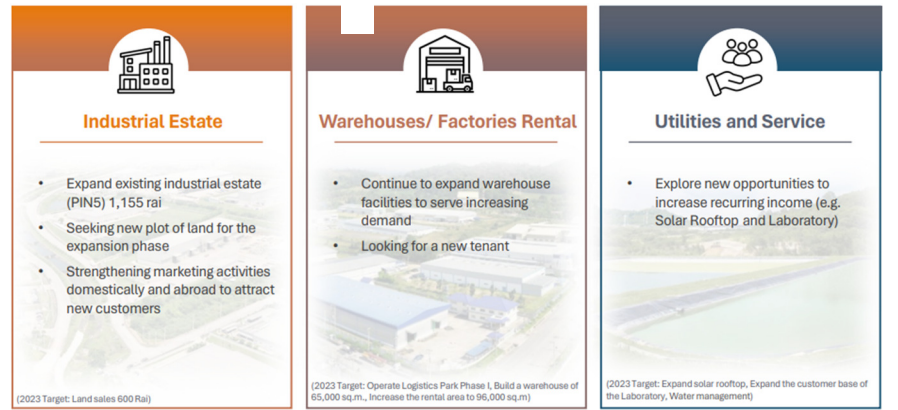 Industrial Estate
• Expand existing industrial estate
(PIN5) 1,155 rai
• Seeking new plot of land for the
expansion phase
• Strengthening marketing activities
domestically and abroad to attract
new customers
(2023 Target: Land sales 600 Rai)
Warehouses/ Factories Rental
• Continue to expand warehouse
facilities to serve increasing
demand
• Looking for a new tenant
(2023 Target: Operate Logistics Park Phase I, Build a warehouse of
65,000 sq.m., Increase the rental area to 96,000 sq.m)
Utilities and Service
• Explore new opportunities to
increase recurring income (e.g.
Solar Rooftop and Laboratory)
(2023 Target: Expand solar rooftop, Expand the customer base of
the Laboratory, Water management)